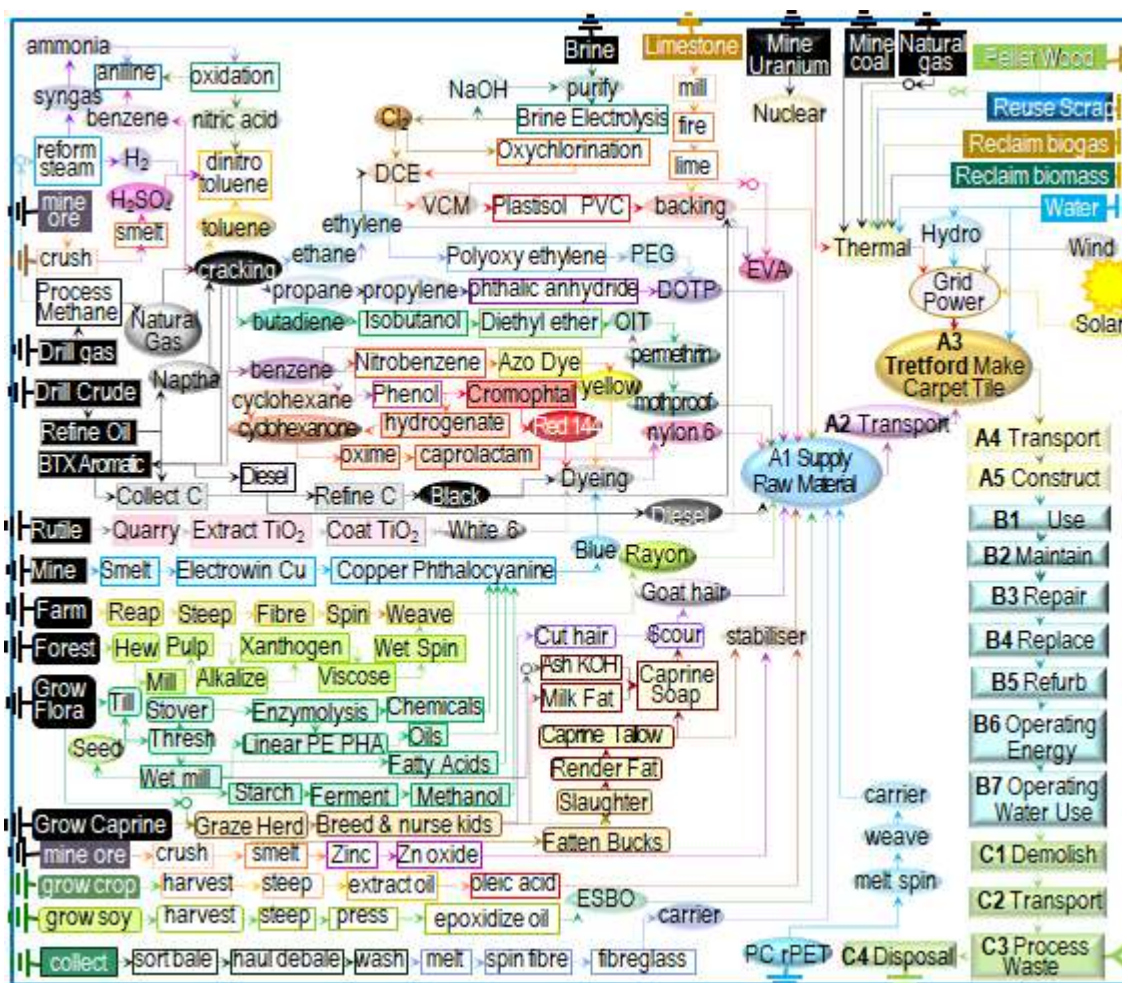 ammonia
aniline
oxidation
syngas
benzene
nitric acid
reform
steam
H₂
dinitro
toluene
mine
ore
H₂SO₄
smelt
toluene
crush
cracking
Process
Methane
Natural
Gas
Drill gas
Naptha
Drill Crude
Refine Oil
BTX Aromatic
Brine
Limestone
Mine
Uranium
Mine
coal
Natural
gas
Pellet Wood
NaOH
purify
mill
Nuclear
Reuse Scrap
Cl₂
Brine Electrolysis
fire
Oxychlorination
lime
Reclaim biogas
DCE
Reclaim biomass
VCM
Plastisol PVC
backing
Water
ethylene
Thermal
Hydro
Wind
ethane
Polyoxy ethylene
PEG
EVA
Grid
Power
propane
propylene
phthalic anhydride
DOTP
Solar
butadiene
Isobutanol
Diethyl ether
OIT
A3
Tretford Make
Carpet Tile
permethrin
benzene
Nitrobenzene
Azo Dye
yellow
cyclohexane
Phenol
Cromophtal
mothproof
cyclohexanone
hydrogenate
Red 144
nylon 6
A2 Transport
oxime
caprolactam
A1 Supply
Raw Material
Diesel
Dyeing
Collect C
Refine C
Black
Diesel
Rutile
Quarry
Extract TiO₂
Coat TiO₂
White 6
Blue
Rayon
Mine
Smelt
Electrowin Cu
Copper Phthalocyanine
Goat hair
Farm
Reap
Steep
Fibre
Spin
Weave
Forest
Hew
Pulp
Xanthogen
Wet Spin
Cut hair
Scour
stabiliser
Mill
Alkalize
Viscose
Ash KOH
Caprine
Soap
Milk Fat
Grow
Flora
Till
Stover
Enzymolysis
Chemicals
Seed
Thresh
Linear PE PHA
Oils
Caprine Tallow
Wet mill
Fatty Acids
Render Fat
Starch
Ferment
Methanol
Slaughter
Grow Caprine
Graze Herd
Breed & nurse kids
Fatten Bucks
mine ore
crush
smelt
Zinc
Zn oxide
grow crop
harvest
steep
extract oil
oleic acid
ESBO
grow soy
harvest
steep
press
epoxidize oil
carrier
collect
sort bale
haul debale
wash
melt
spin fibre
fibreglass
carrier
weave
melt spin
PC rPET
A4 Transport
A5 Construct
B1 Use
B2 Maintain
B3 Repair
B4 Replace
B5 Refurb
B6 Operating
Energy
B7 Operating
Water Use
C1 Demolish
C2 Transport
C3 Process
Waste
C4 Disposal